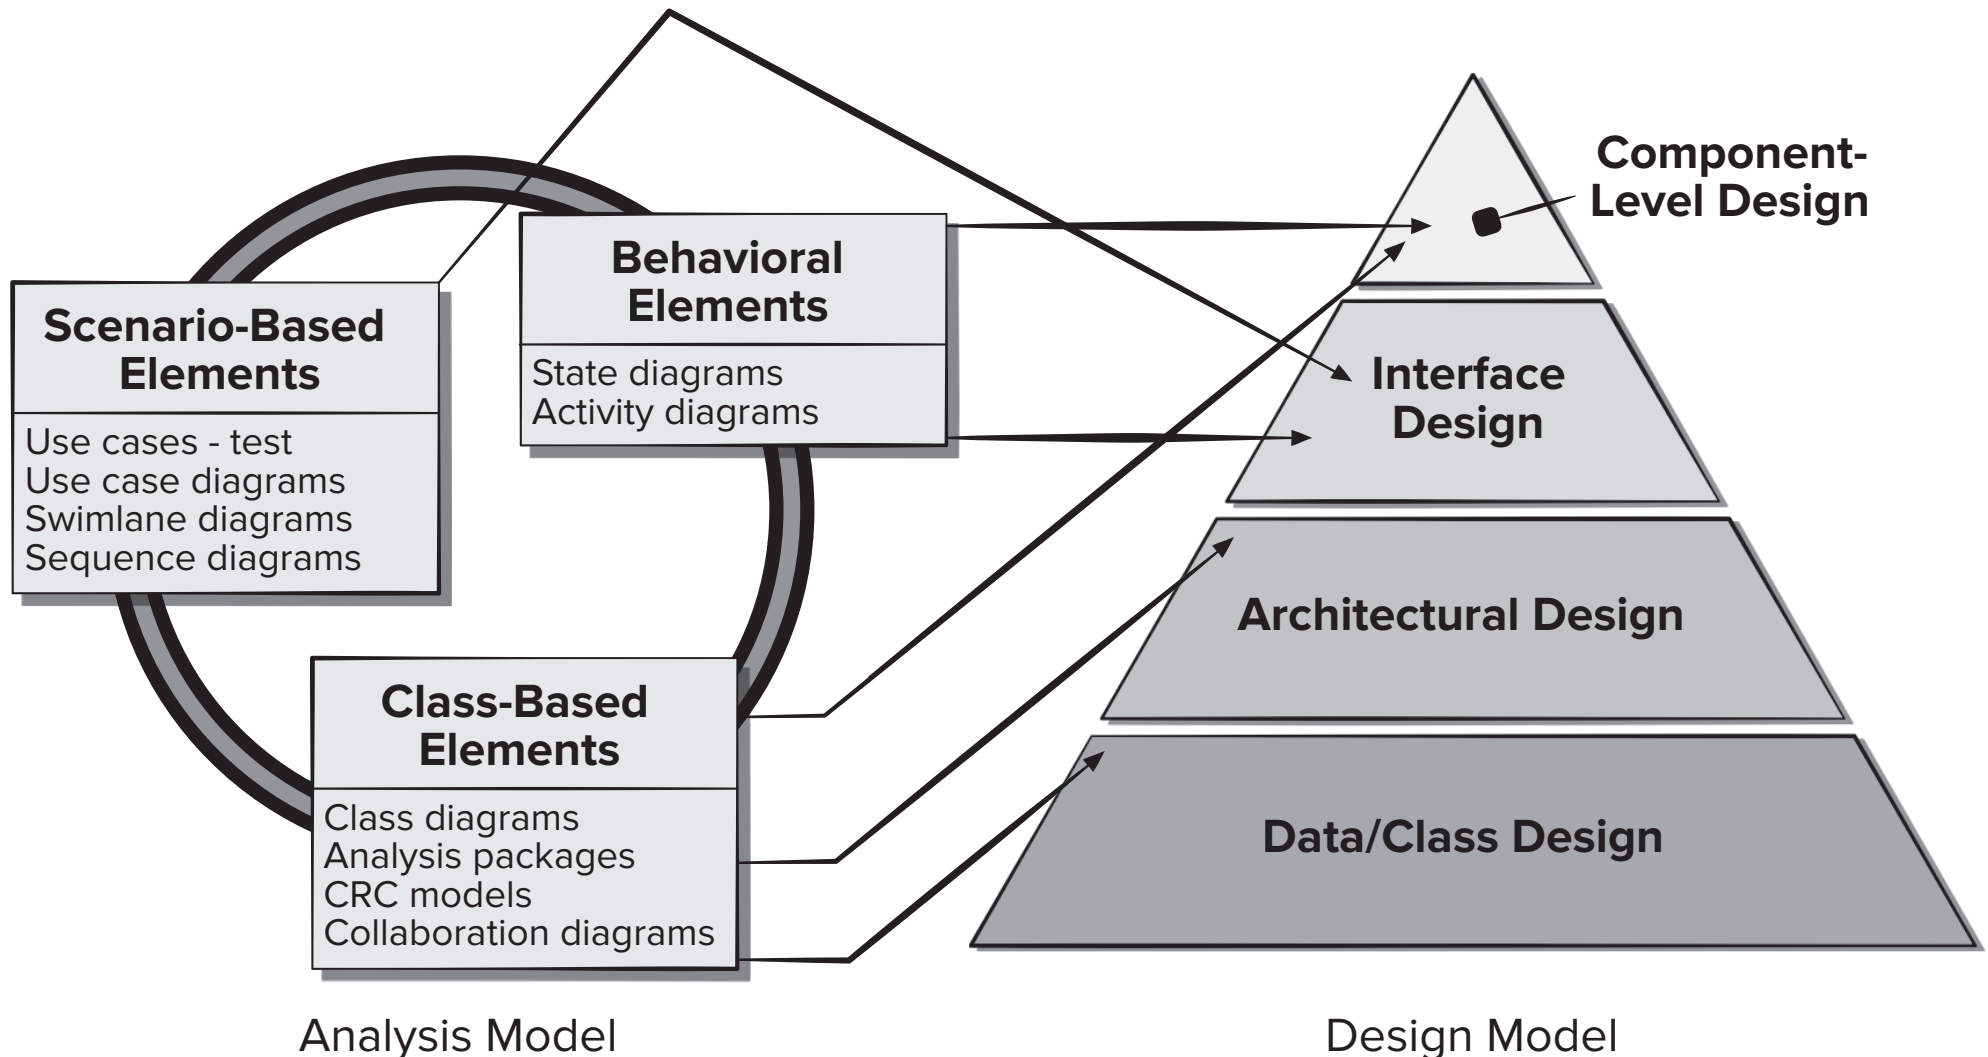 Scenario-Based
Elements
Use cases - test
Use case diagrams
Swimlane diagrams
Sequence diagrams
Behavioral
Elements
State diagrams
Activity diagrams
Class-Based
Elements
Class diagrams
Analysis packages
CRC models
Collaboration diagrams
Analysis Model
Component-
Level Design
Interface
Design
Architectural Design
Data/Class Design
Design Model